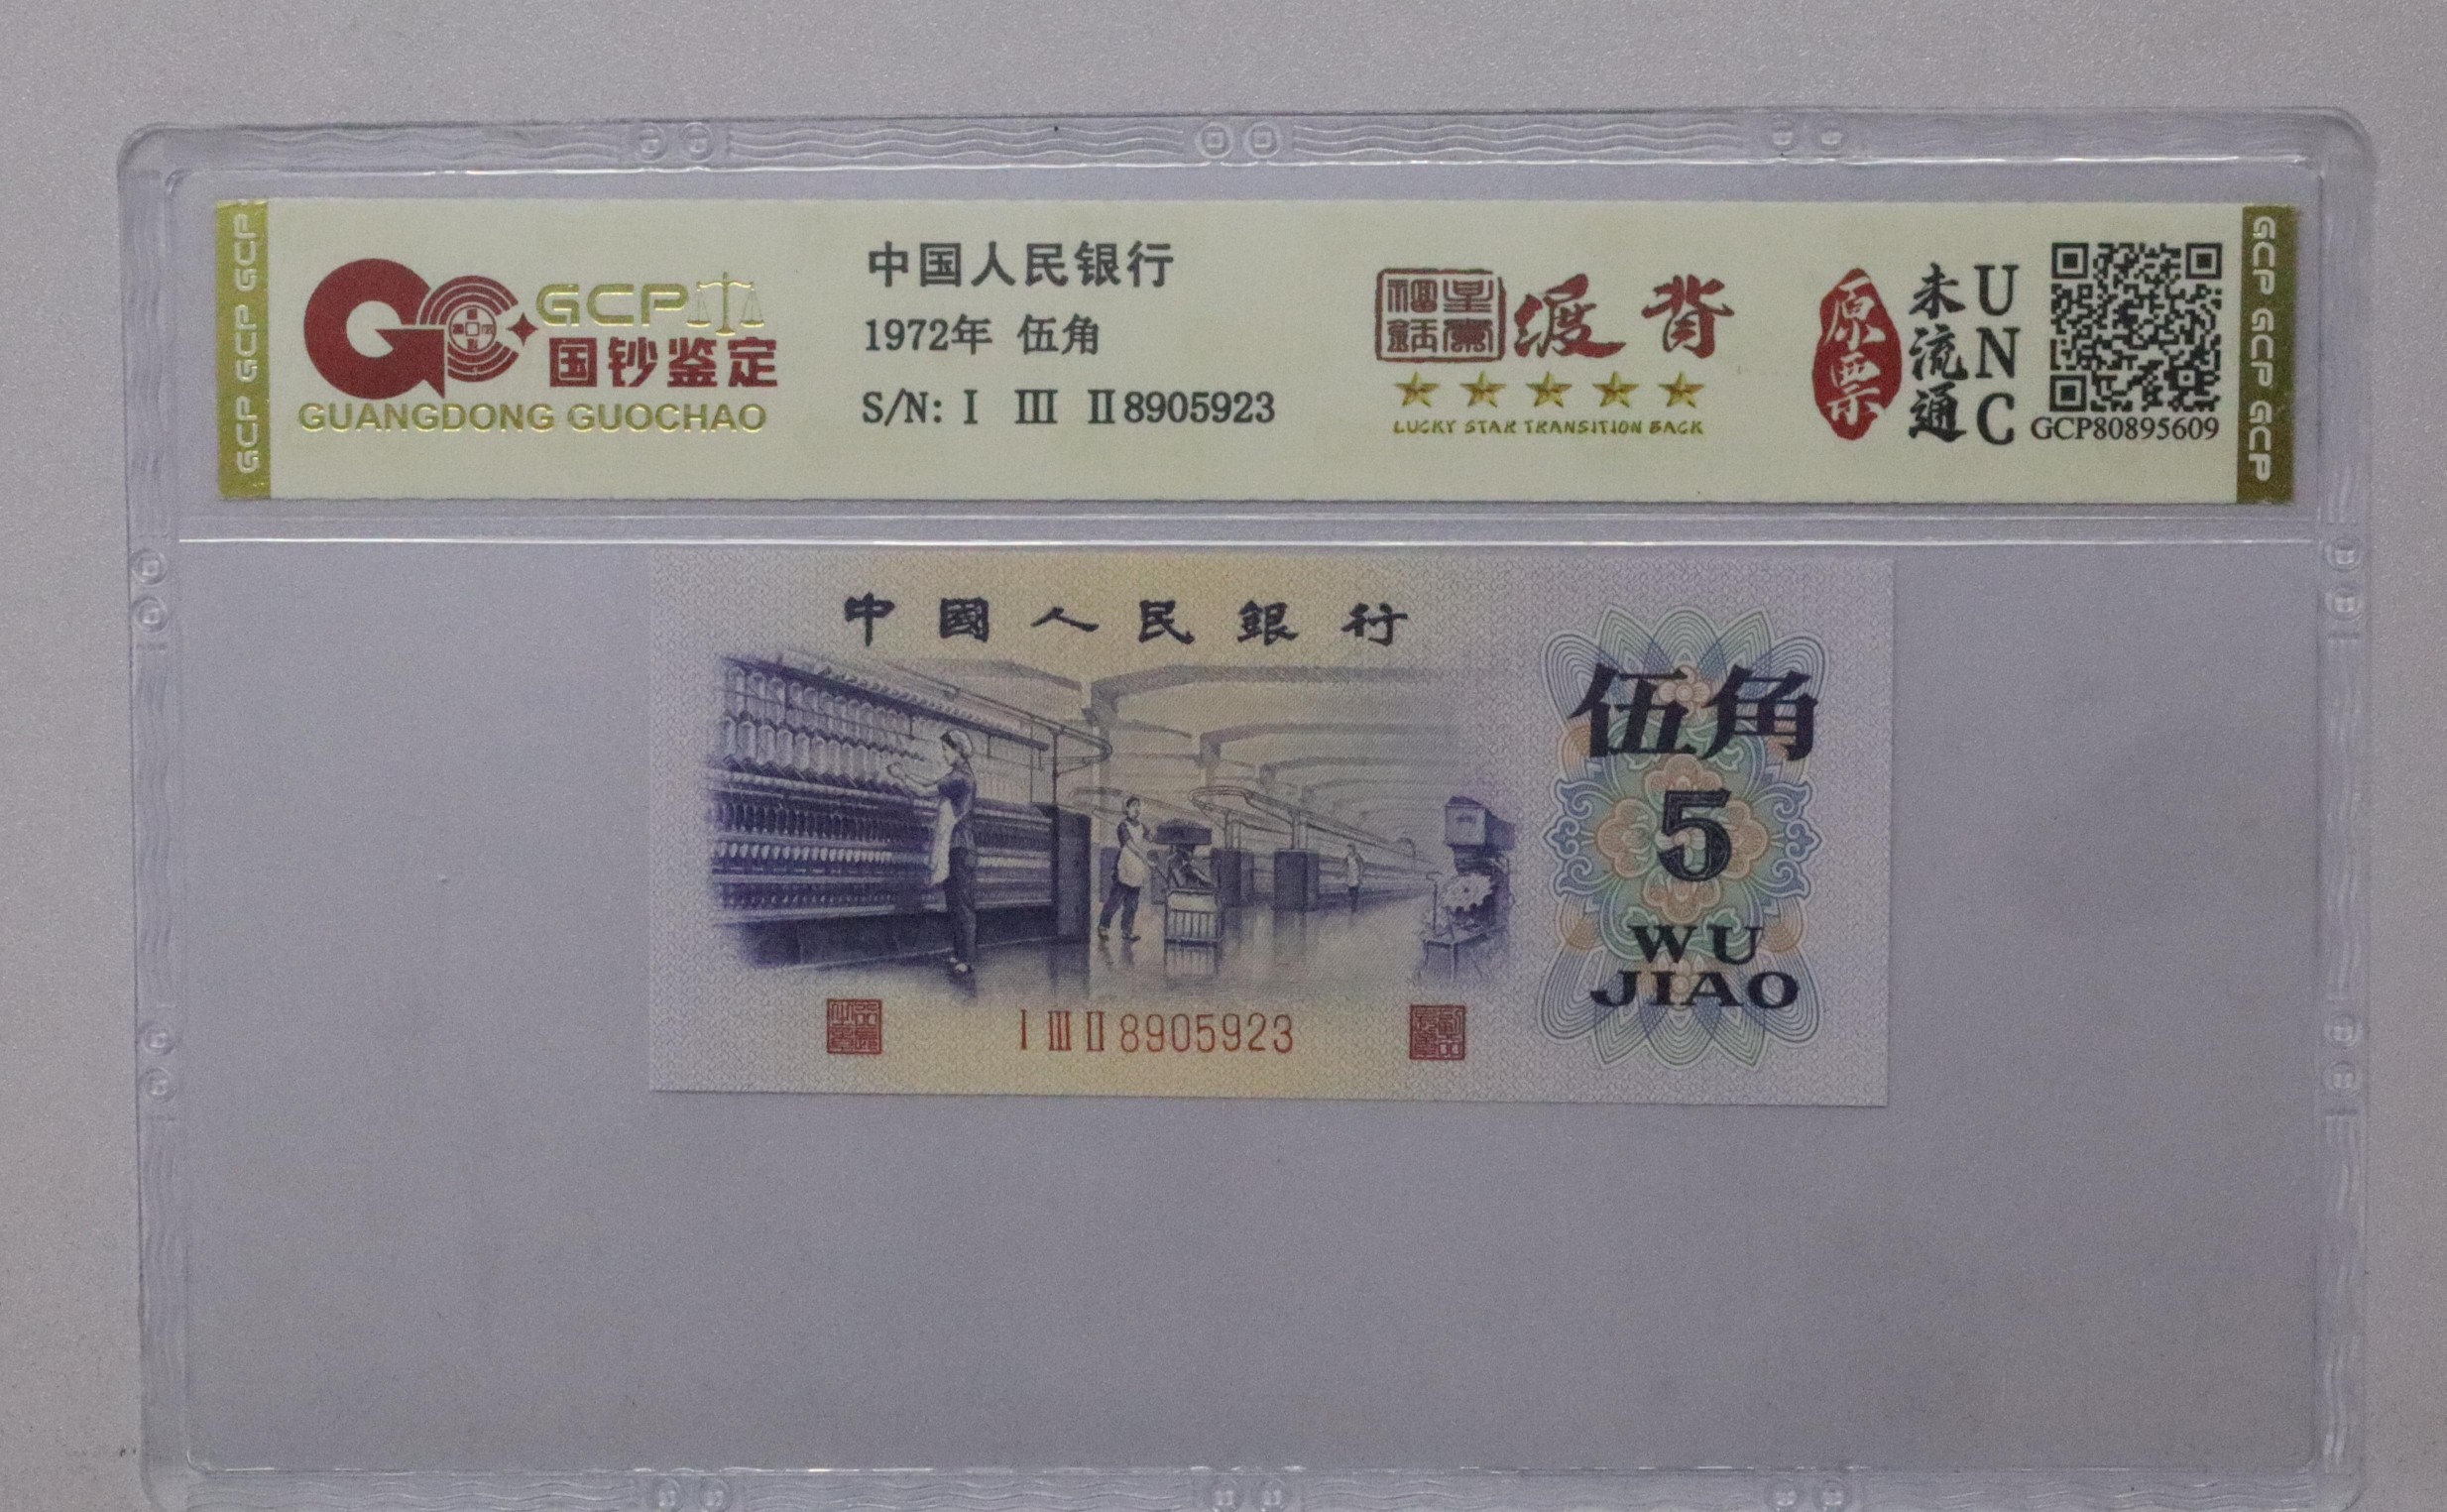 GCP GCP GCP
GCP
国钞鉴定
GUANGDONG GUOCHAO
中国人民银行
1972年 伍角
S/N: I III II 8905923
渡背
LUCKY STAR TRANSITION BACK
原票
未流通
UNC
GCP80895609
GCP GCP GCP
中國人民銀行
伍角
5
WU
JIAO
I III II 8905923